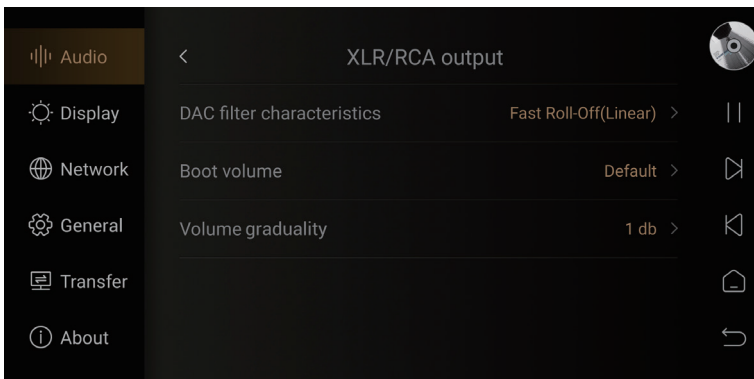 Audio
Display
Network
General
Transfer
About
XLR/RCA output
DAC filter characteristics Fast Roll-Off(Linear)
Boot volume Default
Volume graduality 1 db